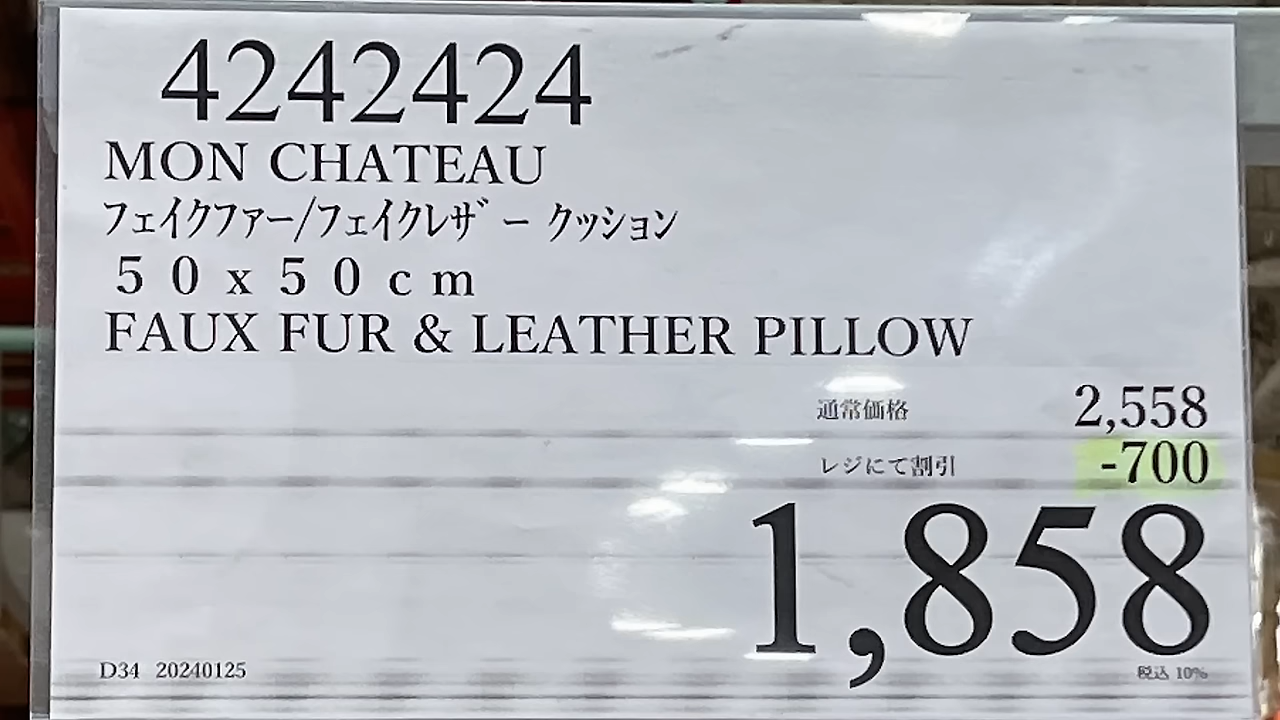 4242424
MON CHATEAU
フェイクファー/フェイクレザー クッション
50x50cm
FAUX FUR & LEATHER PILLOW
通常価格 2,558
レジにて割引 -700
1,858
D34 20240125 税込 10%